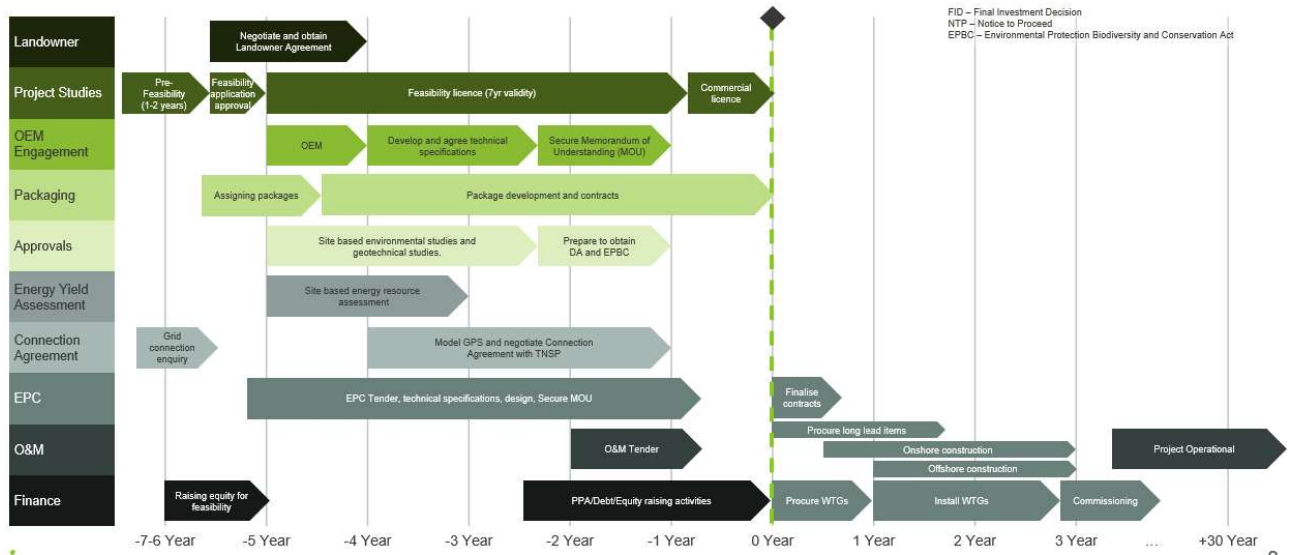 FID – Final Investment Decision
NTP – Notice to Proceed
EPBC – Environmental Protection Biodiversity and Conservation Act
Landowner
Negotiate and obtain
Landowner Agreement
Project Studies
Pre-
Feasibility
(1-2 years)
Feasibility
application
approval
Feasibility licence (7yr validity)
Commercial
licence
OEM
Engagement
OEM
Develop and agree technical
specifications
Secure Memorandum of
Understanding (MOU)
Packaging
Assigning packages
Package development and contracts
Approvals
Site based environmental studies and
geotechnical studies.
Prepare to obtain
DA and EPBC
Energy Yield
Assessment
Site based energy resource
assessment
Connection
Agreement
Grid
connection
enquiry
Model GPS and negotiate Connection
Agreement with TNSP
EPC
EPC Tender, technical specifications, design, Secure MOU
Finalise
contracts
Procure long lead items
O&M
O&M Tender
Onshore construction
Offshore construction
Project Operational
Finance
Raising equity for
feasibility
PPA/Debt/Equity raising activities
Procure WTGs
Install WTGs
Commissioning
-7-6 Year
-5 Year
-4 Year
-3 Year
-2 Year
-1 Year
0 Year
1 Year
2 Year
3 Year
...
+30 Year